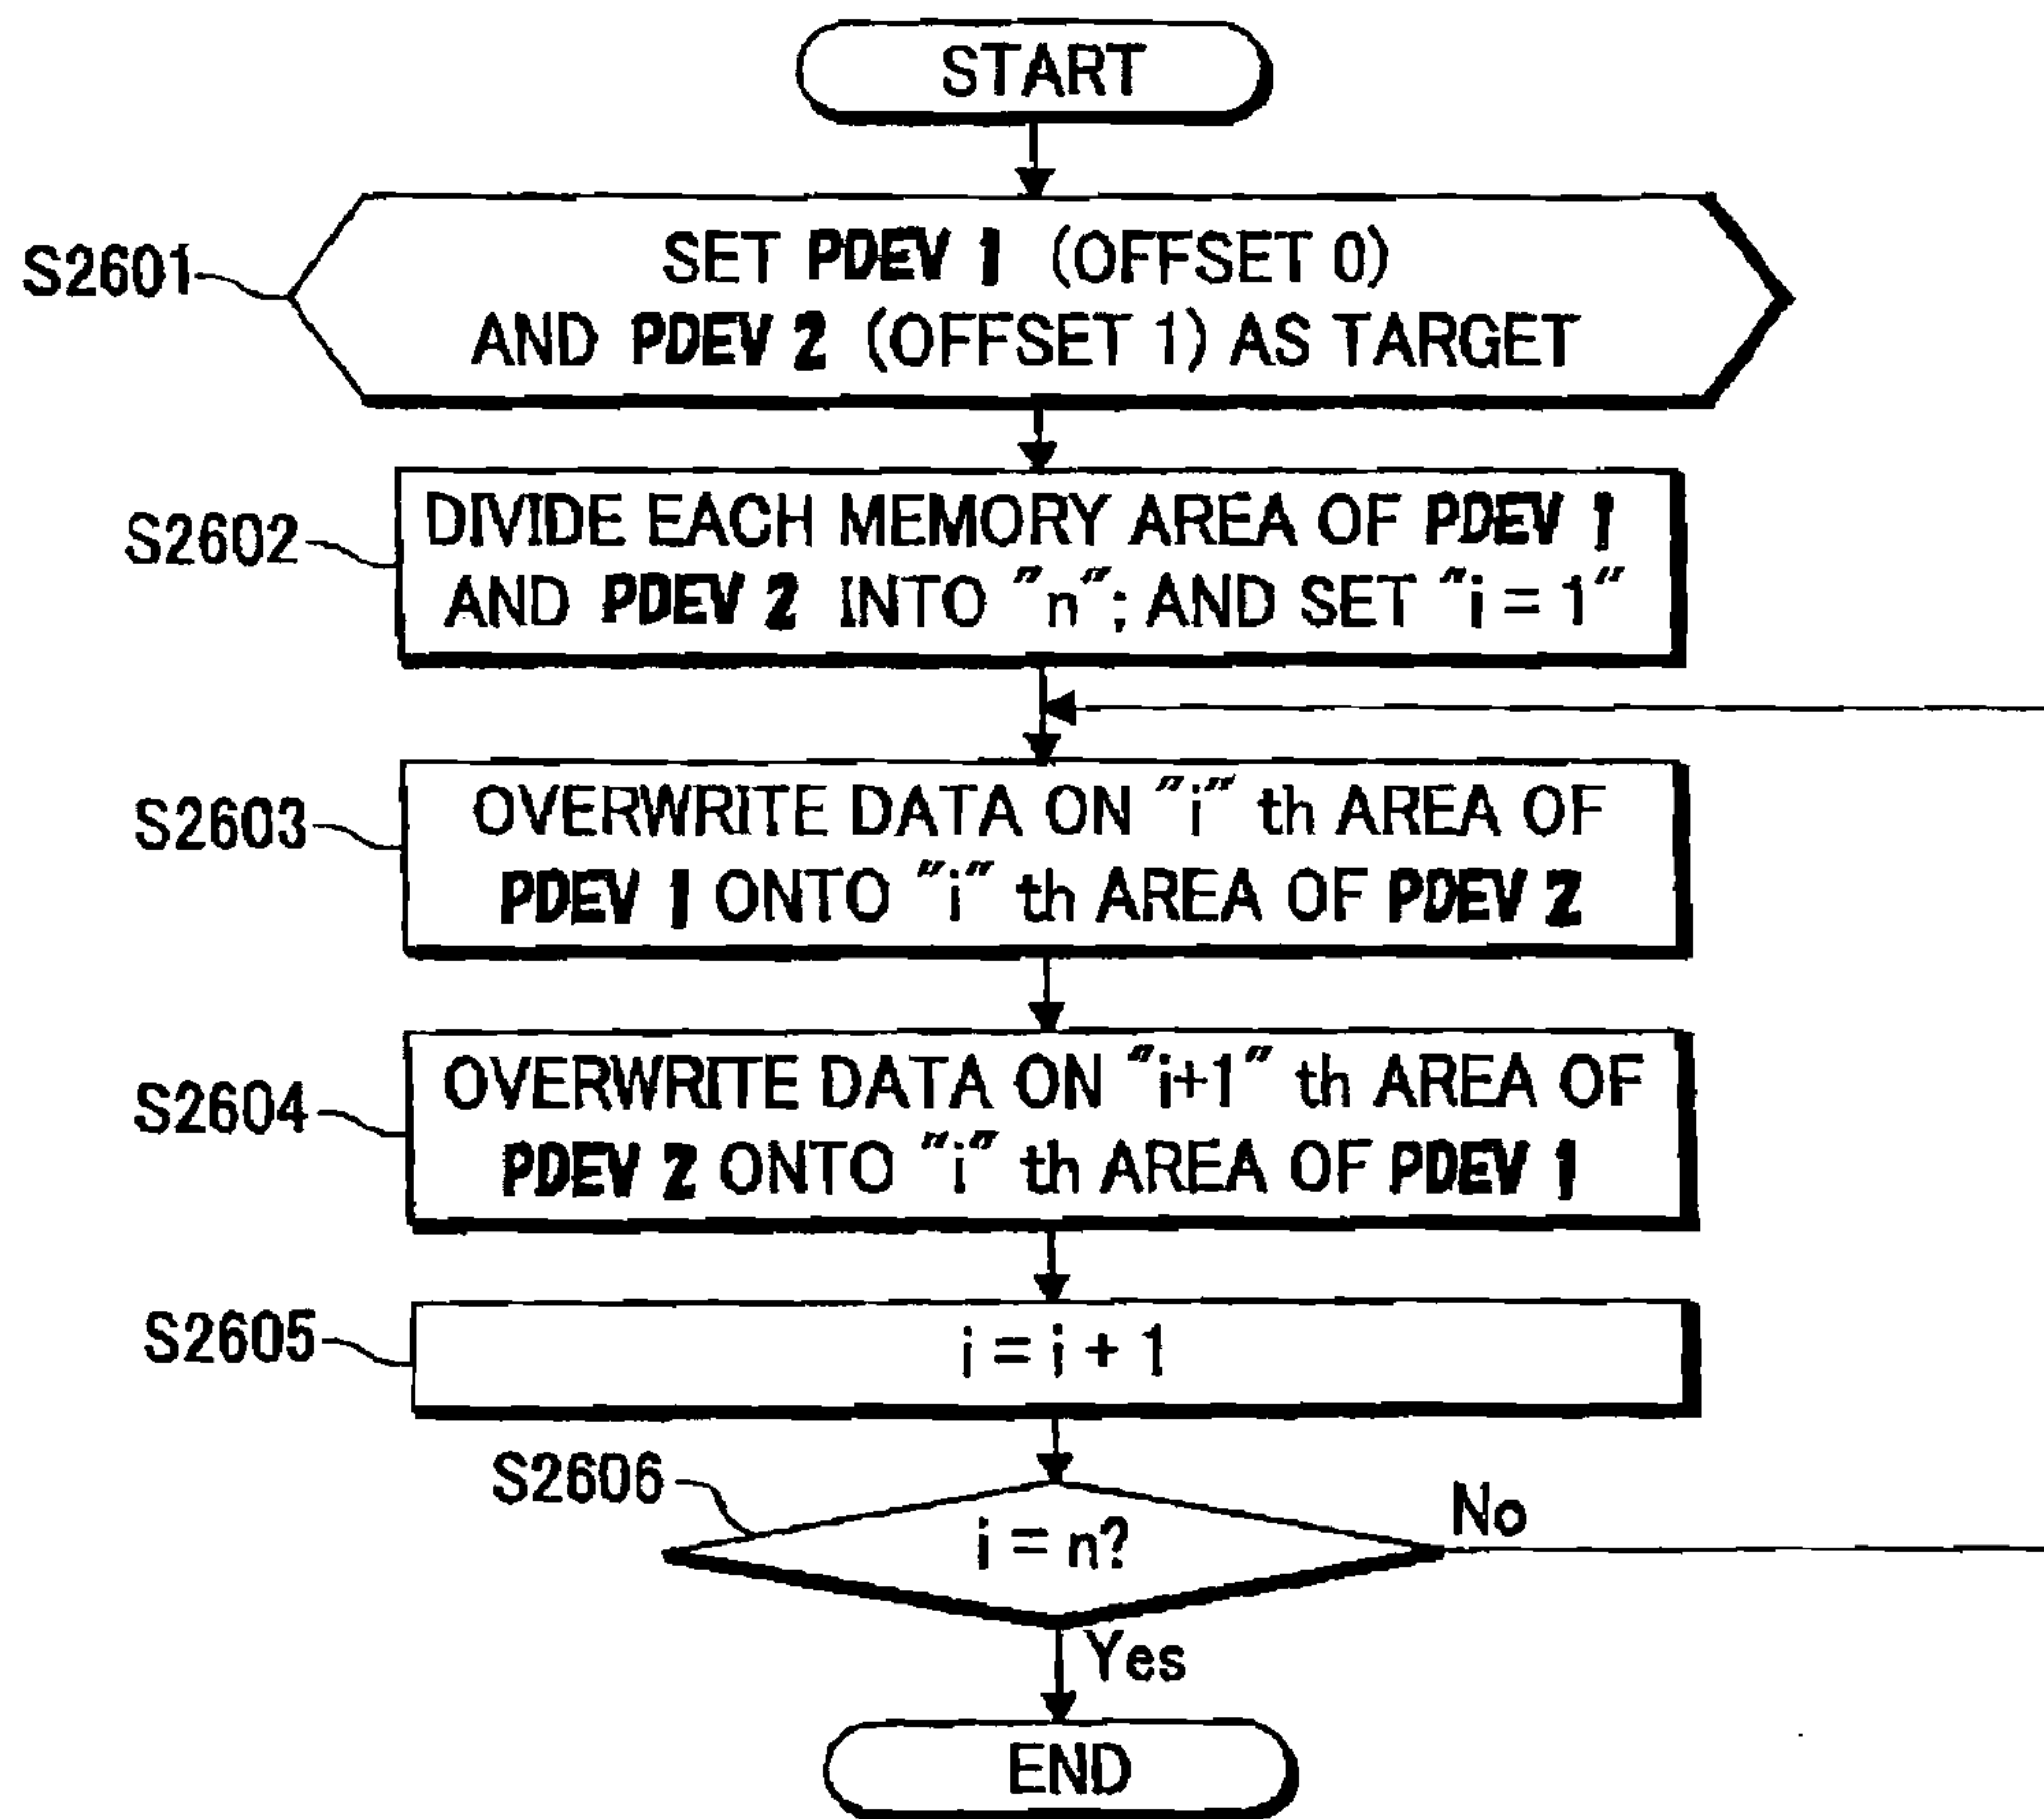 START
S2601
SET PDEV 1 (OFFSET 0)
AND PDEV 2 (OFFSET 1) AS TARGET
S2602
DIVIDE EACH MEMORY AREA OF PDEV 1
AND PDEV 2 INTO "n"; AND SET "i = 1"
S2603
OVERWRITE DATA ON "i" th AREA OF
PDEV 1 ONTO "i" th AREA OF PDEV 2
S2604
OVERWRITE DATA ON "i+1" th AREA OF
PDEV 2 ONTO "i" th AREA OF PDEV 1
S2605
i = i + 1
S2606
i = n?
No
Yes
END